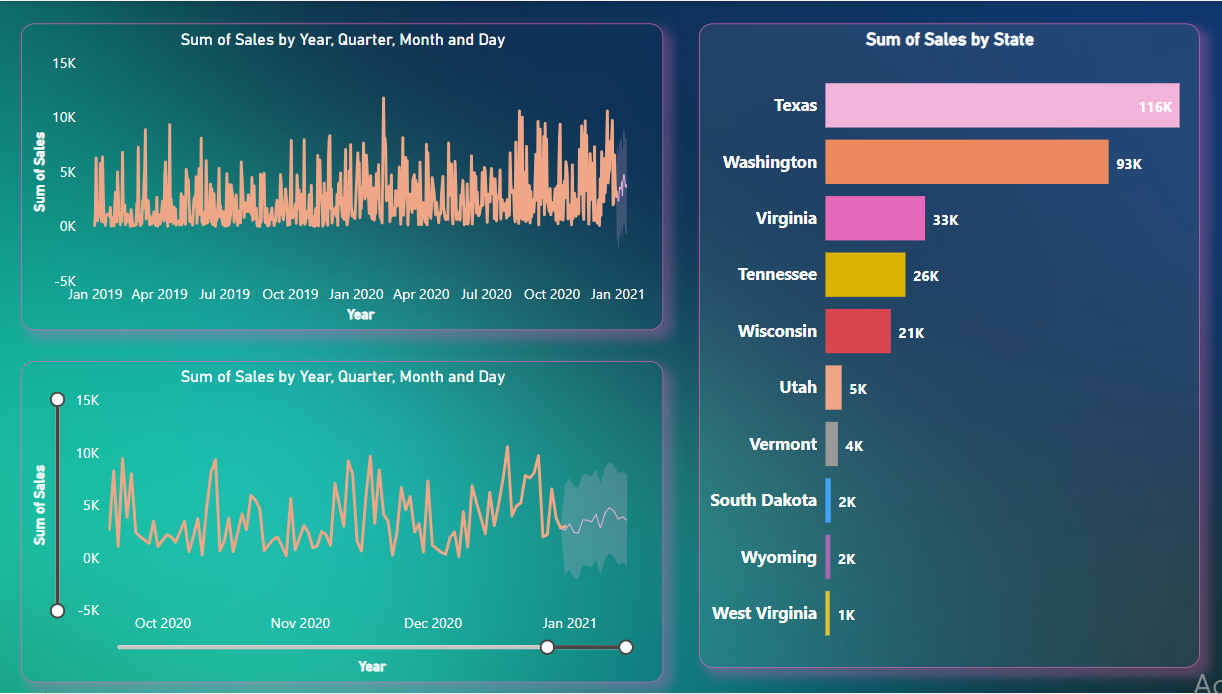 Sum of Sales by Year, Quarter, Month and Day
15K
10K
5K
0K
-5K
Sum of Sales
Jan 2019 Apr 2019 Jul 2019 Oct 2019 Jan 2020 Apr 2020 Jul 2020 Oct 2020 Jan 2021
Year
Sum of Sales by Year, Quarter, Month and Day
15K
10K
5K
0K
-5K
Sum of Sales
Oct 2020 Nov 2020 Dec 2020 Jan 2021
Year
Sum of Sales by State
Texas 116K
Washington 93K
Virginia 33K
Tennessee 26K
Wisconsin 21K
Utah 5K
Vermont 4K
South Dakota 2K
Wyoming 2K
West Virginia 1K